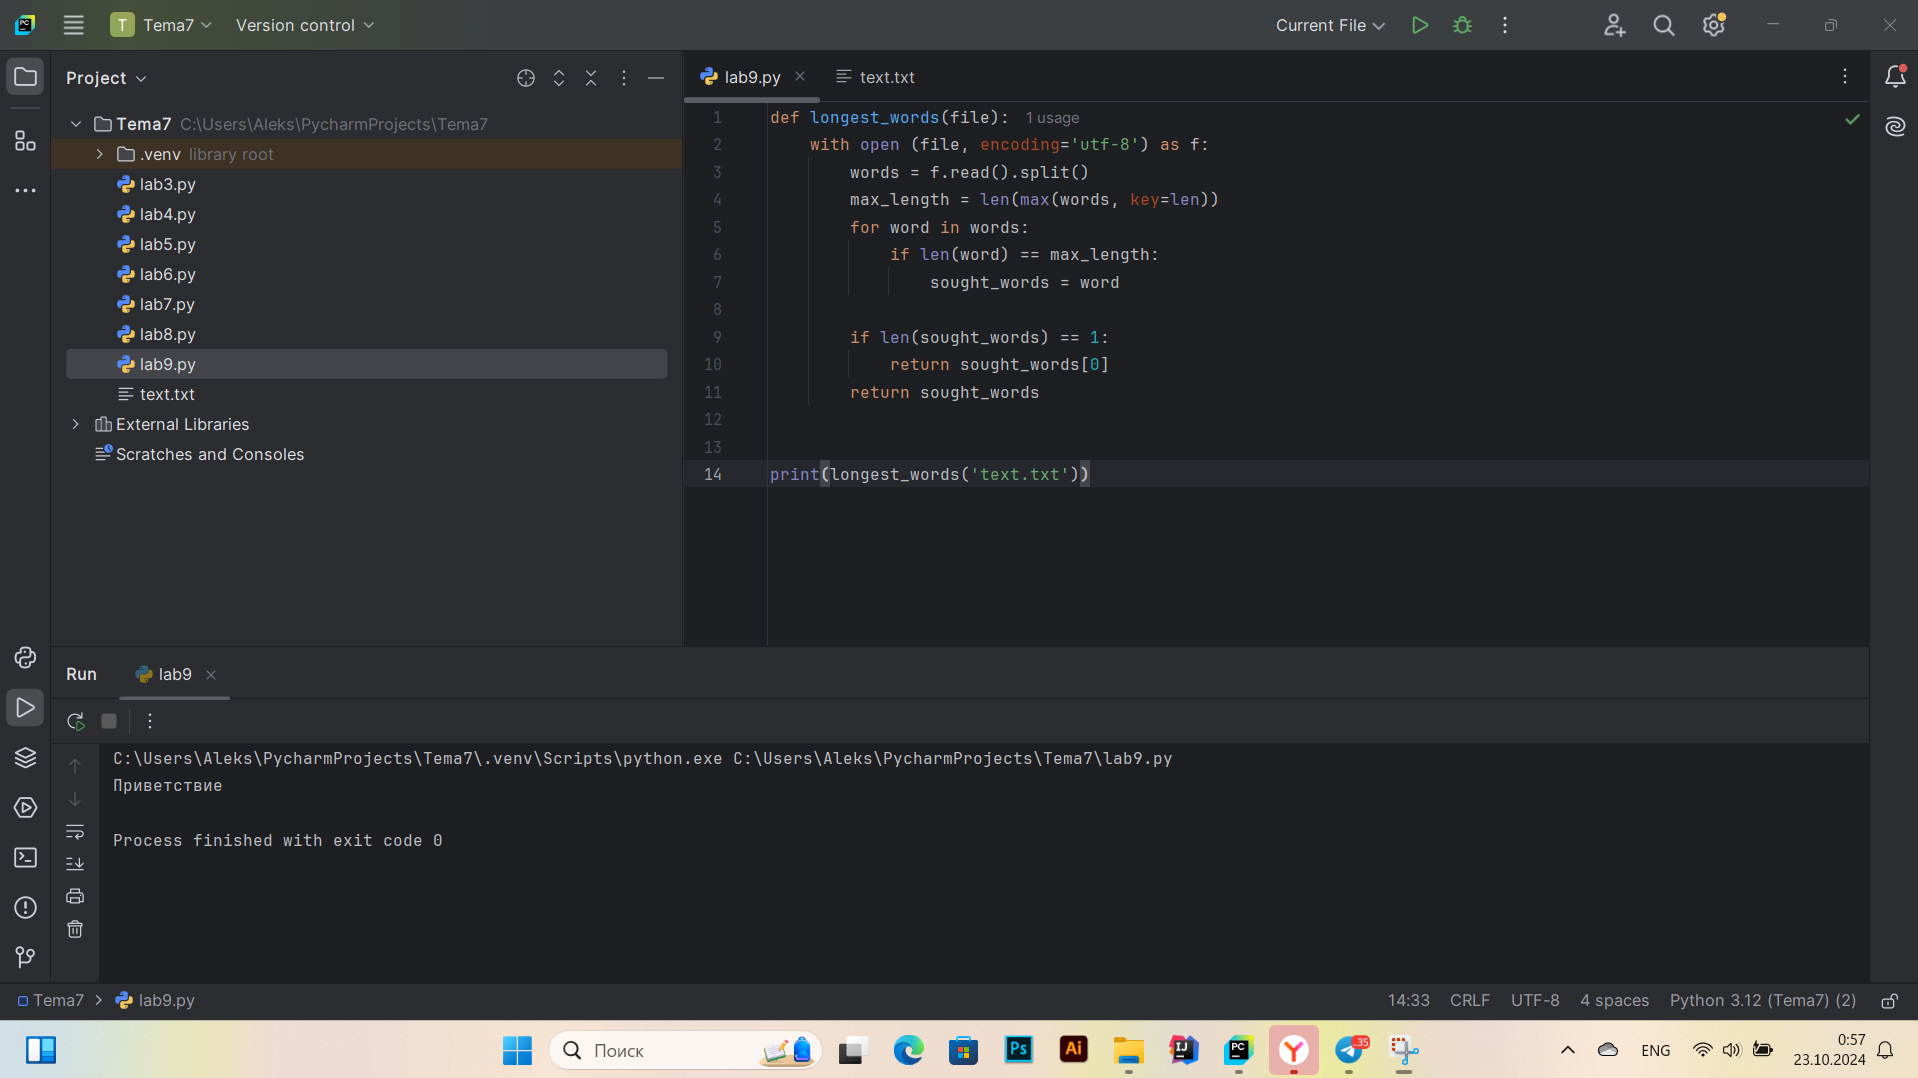 PC T Tema7 Version control Current File
Project
lab9.py text.txt
Tema7 C:\Users\Aleks\PycharmProjects\Tema7
.venv library root
lab3.py
lab4.py
lab5.py
lab6.py
lab7.py
lab8.py
lab9.py
text.txt
External Libraries
Scratches and Consoles
1 def longest_words(file): 1 usage
2 with open (file, encoding='utf-8') as f:
3 words = f.read().split()
4 max_length = len(max(words, key=len))
5 for word in words:
6 if len(word) == max_length:
7 sought_words = word
8
9 if len(sought_words) == 1:
10 return sought_words[0]
11 return sought_words
12
13
14 print(longest_words('text.txt'))
Run lab9
C:\Users\Aleks\PycharmProjects\Tema7\.venv\Scripts\python.exe C:\Users\Aleks\PycharmProjects\Tema7\lab9.py
Приветствие
Process finished with exit code 0
Tema7 lab9.py 14:33 CRLF UTF-8 4 spaces Python 3.12 (Tema7) (2)
Поиск Ps Ai IJ PC Y 35 ENG 0:57
23.10.2024